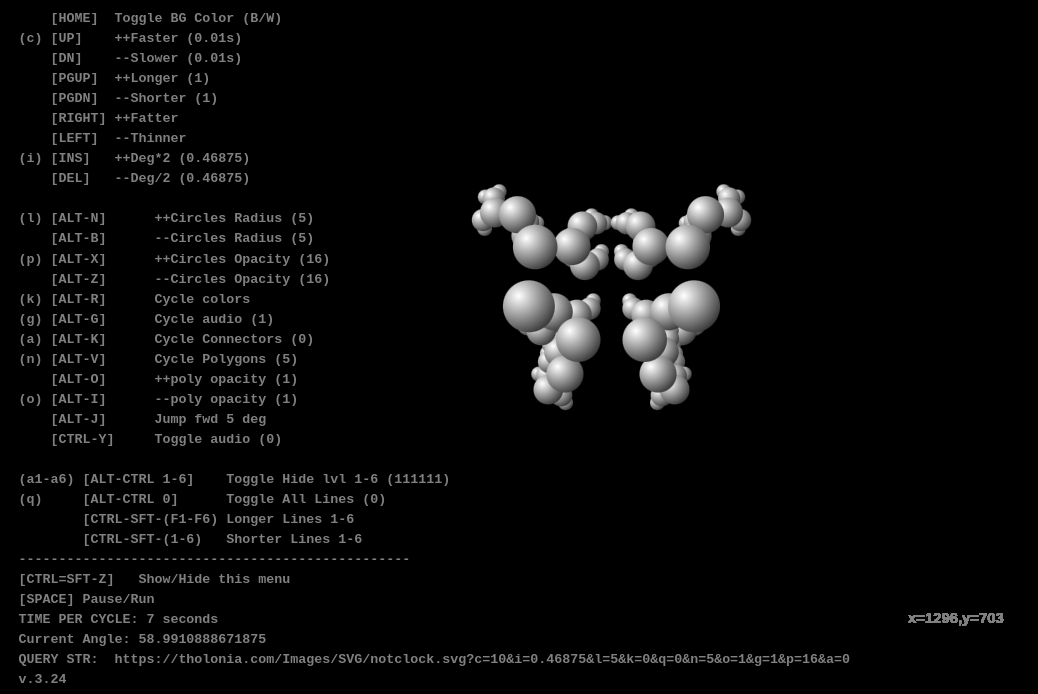 [HOME]  Toggle BG Color (B/W)
(c) [UP]    ++Faster (0.01s)
[DN]    --Slower (0.01s)
[PGUP]  ++Longer (1)
[PGDN]  --Shorter (1)
[RIGHT] ++Fatter
[LEFT]  --Thinner
(i) [INS]   ++Deg*2 (0.46875)
[DEL]   --Deg/2 (0.46875)
(l) [ALT-N]      ++Circles Radius (5)
[ALT-B]      --Circles Radius (5)
(p) [ALT-X]      ++Circles Opacity (16)
[ALT-Z]      --Circles Opacity (16)
(k) [ALT-R]      Cycle colors
(g) [ALT-G]      Cycle audio (1)
(a) [ALT-K]      Cycle Connectors (0)
(n) [ALT-V]      Cycle Polygons (5)
[ALT-O]      ++poly opacity (1)
(o) [ALT-I]      --poly opacity (1)
[ALT-J]      Jump fwd 5 deg
[CTRL-Y]     Toggle audio (0)
(a1-a6) [ALT-CTRL 1-6]    Toggle Hide lvl 1-6 (111111)
(q)     [ALT-CTRL 0]      Toggle All Lines (0)
[CTRL-SFT-(F1-F6) Longer Lines 1-6
[CTRL-SFT-(1-6)   Shorter Lines 1-6
-------------------------------------------------
[CTRL=SFT-Z]   Show/Hide this menu
[SPACE] Pause/Run
TIME PER CYCLE: 7 seconds
x=1296,y=703
Current Angle: 58.9910888671875
QUERY STR:  https://tholonia.com/Images/SVG/notclock.svg?c=10&i=0.46875&l=5&k=0&q=0&n=5&o=1&g=1&p=16&a=0
v.3.24